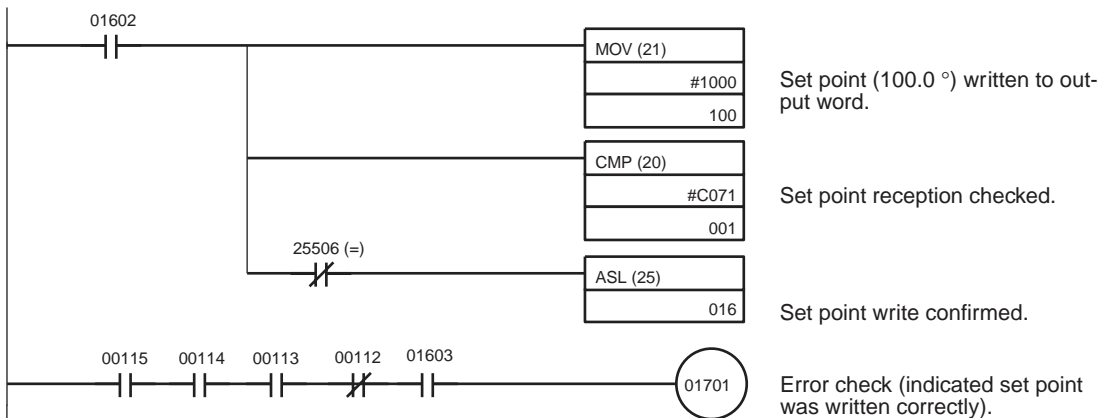 01602
MOV (21)
#1000
100
Set point (100.0 °) written to out-
put word.
CMP (20)
#C071
001
Set point reception checked.
25506 (=)
ASL (25)
016
Set point write confirmed.
00115 00114 00113 00112 01603
01701
Error check (indicated set point
was written correctly).